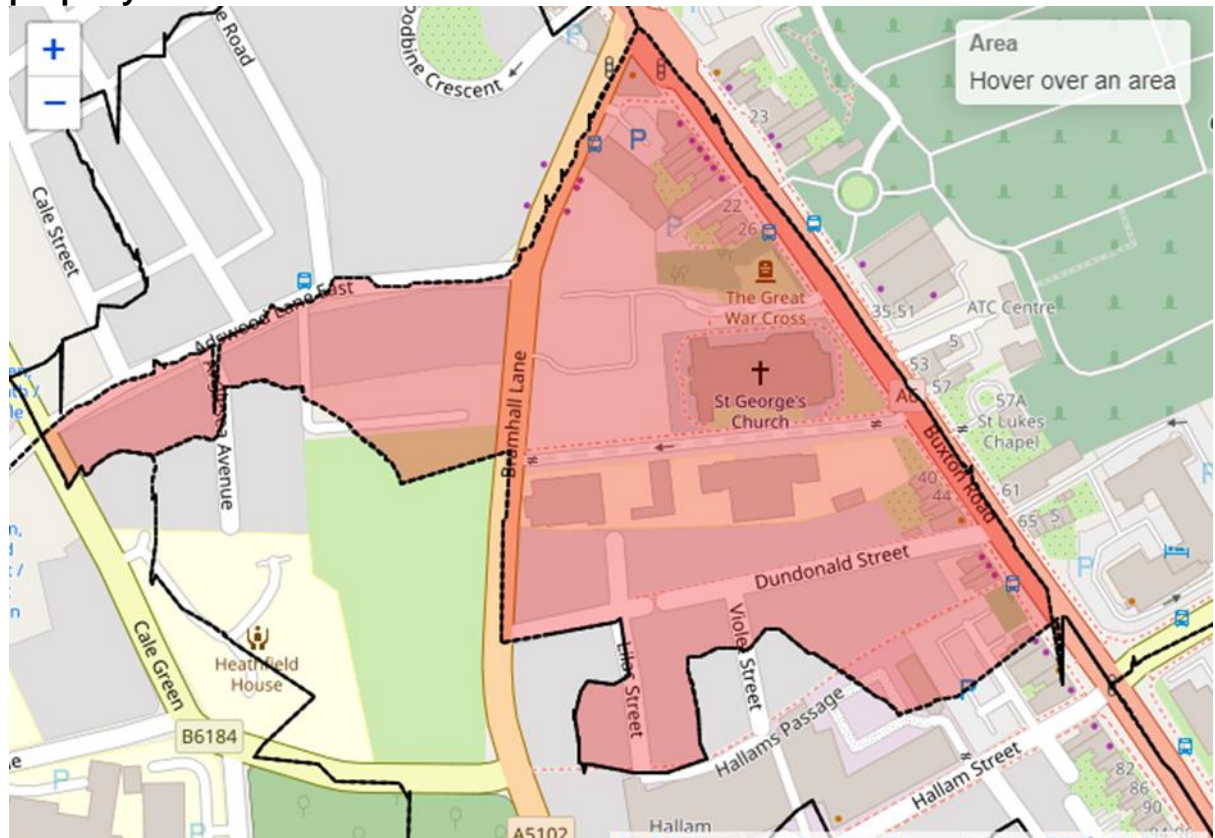 +
−
Area
Hover over an area
Road
Crescent
23
P
Cale Street
22
26
The Great
War Cross
35-51
ATC Centre
5
53
57
57A
St Lukes
Chapel
Adswood Lane East
Bramhall Lane
St George's
Church
A6
Buxton Road
Avenue
40
44
61
65
5
P
Dundonald Street
Violet Street
Lilac Street
Cale Green
Heathfield
House
B6184
P
Hallams Passage
Hallam Street
82
86
90
P
P
A5102
Hallam